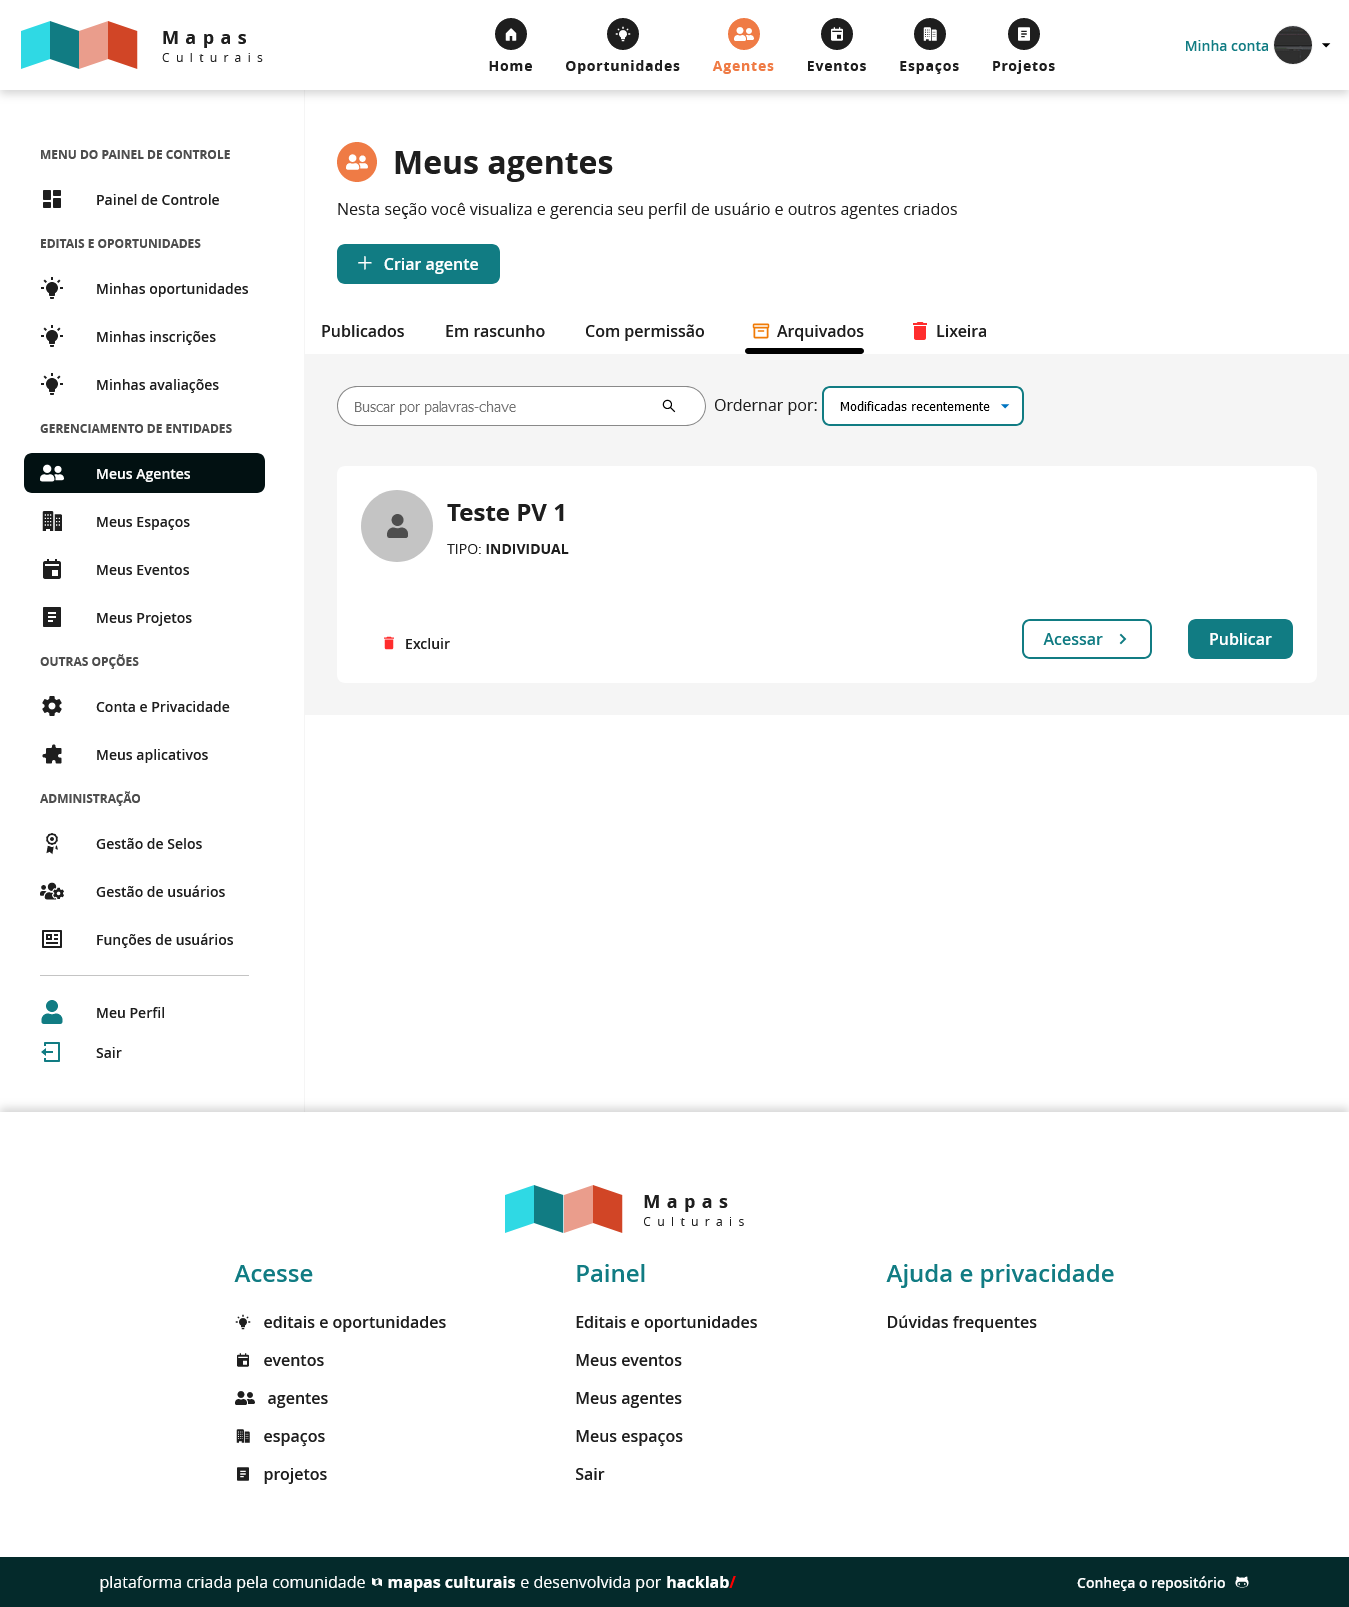 Mapas
Culturais
Home
Oportunidades
Agentes
Eventos
Espaços
Projetos
Minha conta
MENU DO PAINEL DE CONTROLE
Painel de Controle
EDITAIS E OPORTUNIDADES
Minhas oportunidades
Minhas inscrições
Minhas avaliações
GERENCIAMENTO DE ENTIDADES
Meus Agentes
Meus Espaços
Meus Eventos
Meus Projetos
OUTRAS OPÇÕES
Conta e Privacidade
Meus aplicativos
ADMINISTRAÇÃO
Gestão de Selos
Gestão de usuários
Funções de usuários
Meu Perfil
Sair
Meus agentes
Nesta seção você visualiza e gerencia seu perfil de usuário e outros agentes criados
Criar agente
Publicados Em rascunho Com permissão Arquivados Lixeira
Buscar por palavras-chave
Ordernar por: Modificadas recentemente
Teste PV 1
TIPO: INDIVIDUAL
Excluir
Acessar
Publicar
Mapas
Culturais
Acesse
editais e oportunidades
eventos
agentes
espaços
projetos
Painel
Editais e oportunidades
Meus eventos
Meus agentes
Meus espaços
Sair
Ajuda e privacidade
Dúvidas frequentes
plataforma criada pela comunidade mapas culturais e desenvolvida por hacklab/
Conheça o repositório